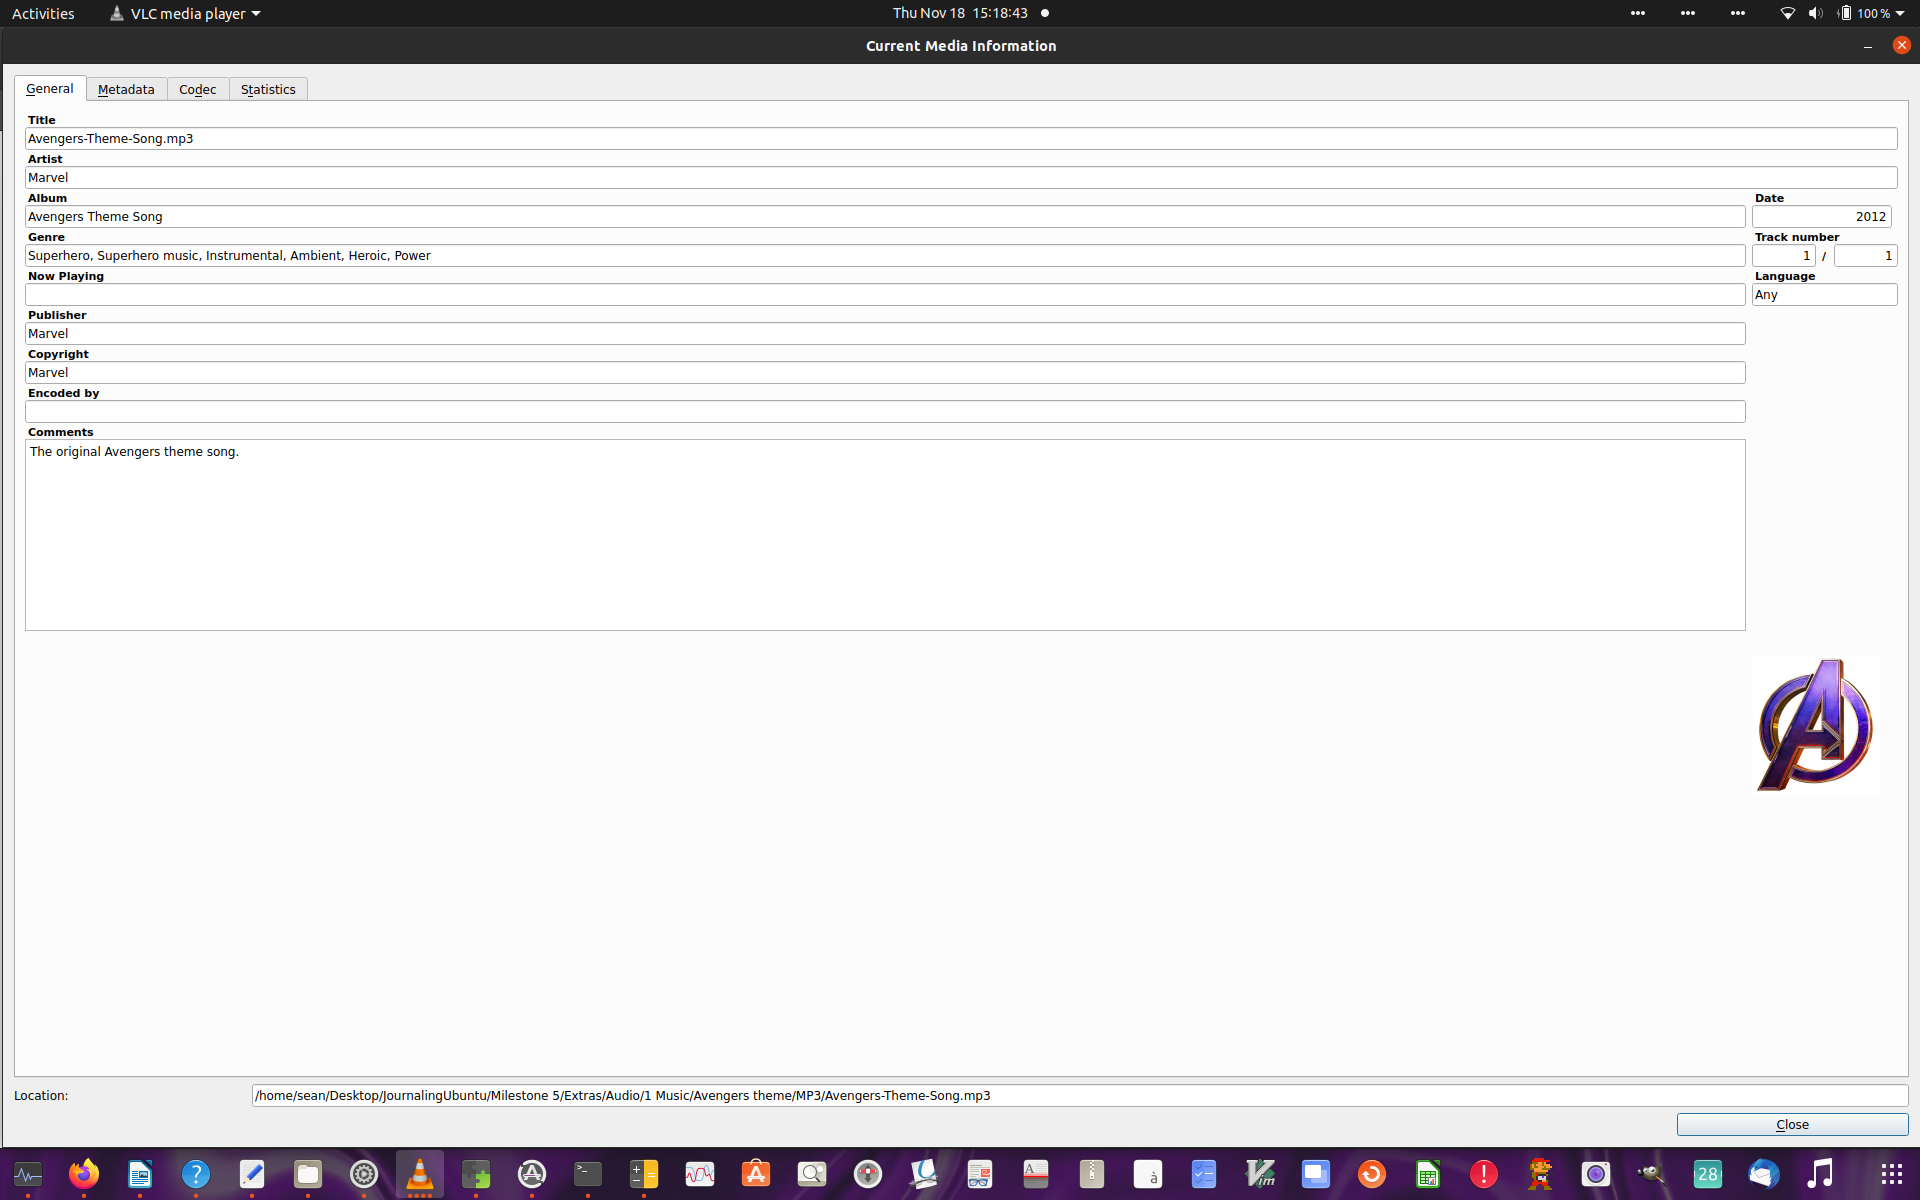 Activities VLC media player Thu Nov 18 15:18:43 100 %
Current Media Information
General Metadata Codec Statistics
Title
Avengers-Theme-Song.mp3
Artist
Marvel
Album Date
Avengers Theme Song 2012
Genre Track number
Superhero, Superhero music, Instrumental, Ambient, Heroic, Power 1 / 1
Now Playing Language
Any
Publisher
Marvel
Copyright
Marvel
Encoded by
Comments
The original Avengers theme song.
Location: /home/sean/Desktop/JournalingUbuntu/Milestone 5/Extras/Audio/1 Music/Avengers theme/MP3/Avengers-Theme-Song.mp3
Close
28